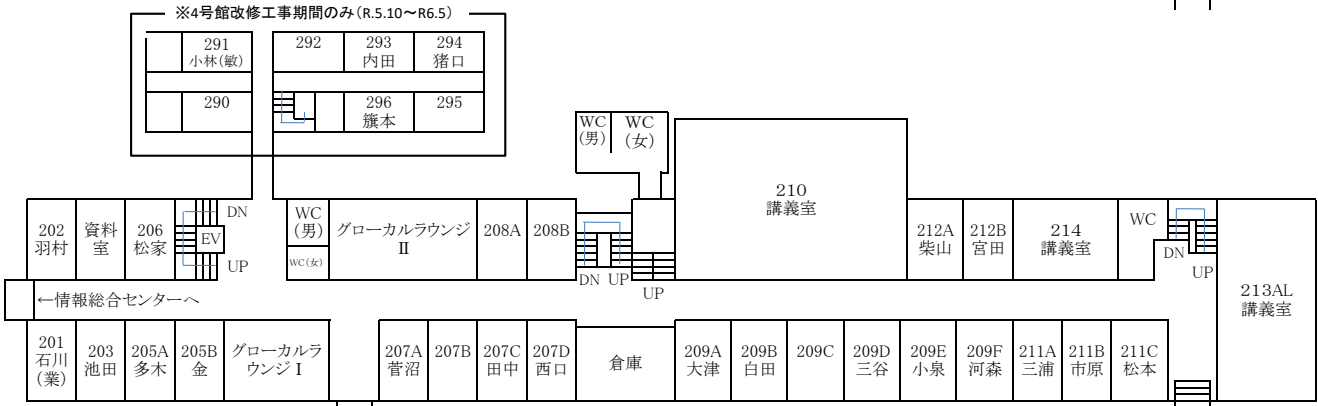 ※4号館改修工事期間のみ（R.5.10～R6.5）
291
小林(敏)
292
293
内田
294
猪口
290
296
籏本
295
WC
(男)
WC
(女)
210
講義室
202
羽村
資料
室
206
松家
DN
EV
UP
WC
(男)
WC(女)
グローカルラウンジ
Ⅱ
208A
208B
DN
UP
UP
212A
柴山
212B
宮田
214
講義室
WC
DN
UP
213AL
講義室
←情報総合センターへ
201
石川
(業)
203
池田
205A
多木
205B
金
グローカルラ
ウンジⅠ
207A
菅沼
207B
207C
田中
207D
西口
倉庫
209A
大津
209B
白田
209C
209D
三谷
209E
小泉
209F
河森
211A
三浦
211B
市原
211C
松本